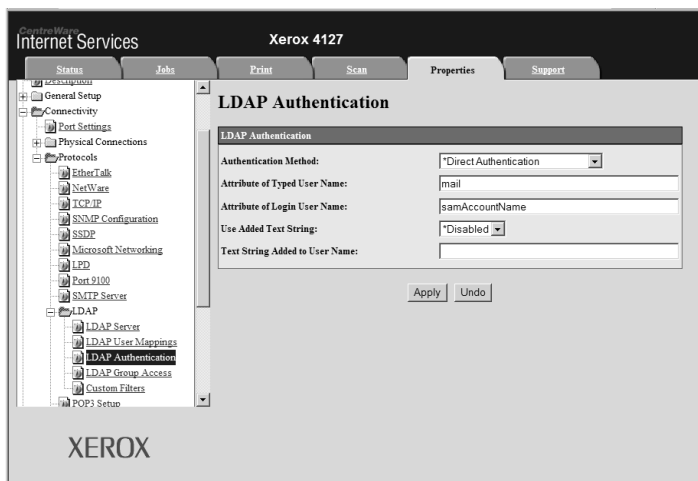 CentreWare
Internet Services
Xerox 4127
Status
Jobs
Print
Scan
Properties
Support
Description
General Setup
Connectivity
Port Settings
Physical Connections
Protocols
EtherTalk
NetWare
TCP/IP
SNMP Configuration
SSDP
Microsoft Networking
LPD
Port 9100
SMTP Server
LDAP
LDAP Server
LDAP User Mappings
LDAP Authentication
LDAP Group Access
Custom Filters
POP3 Setup
LDAP Authentication
LDAP Authentication
Authentication Method: *Direct Authentication
Attribute of Typed User Name: mail
Attribute of Login User Name: samAccountName
Use Added Text String: *Disabled
Text String Added to User Name:
Apply Undo
XEROX